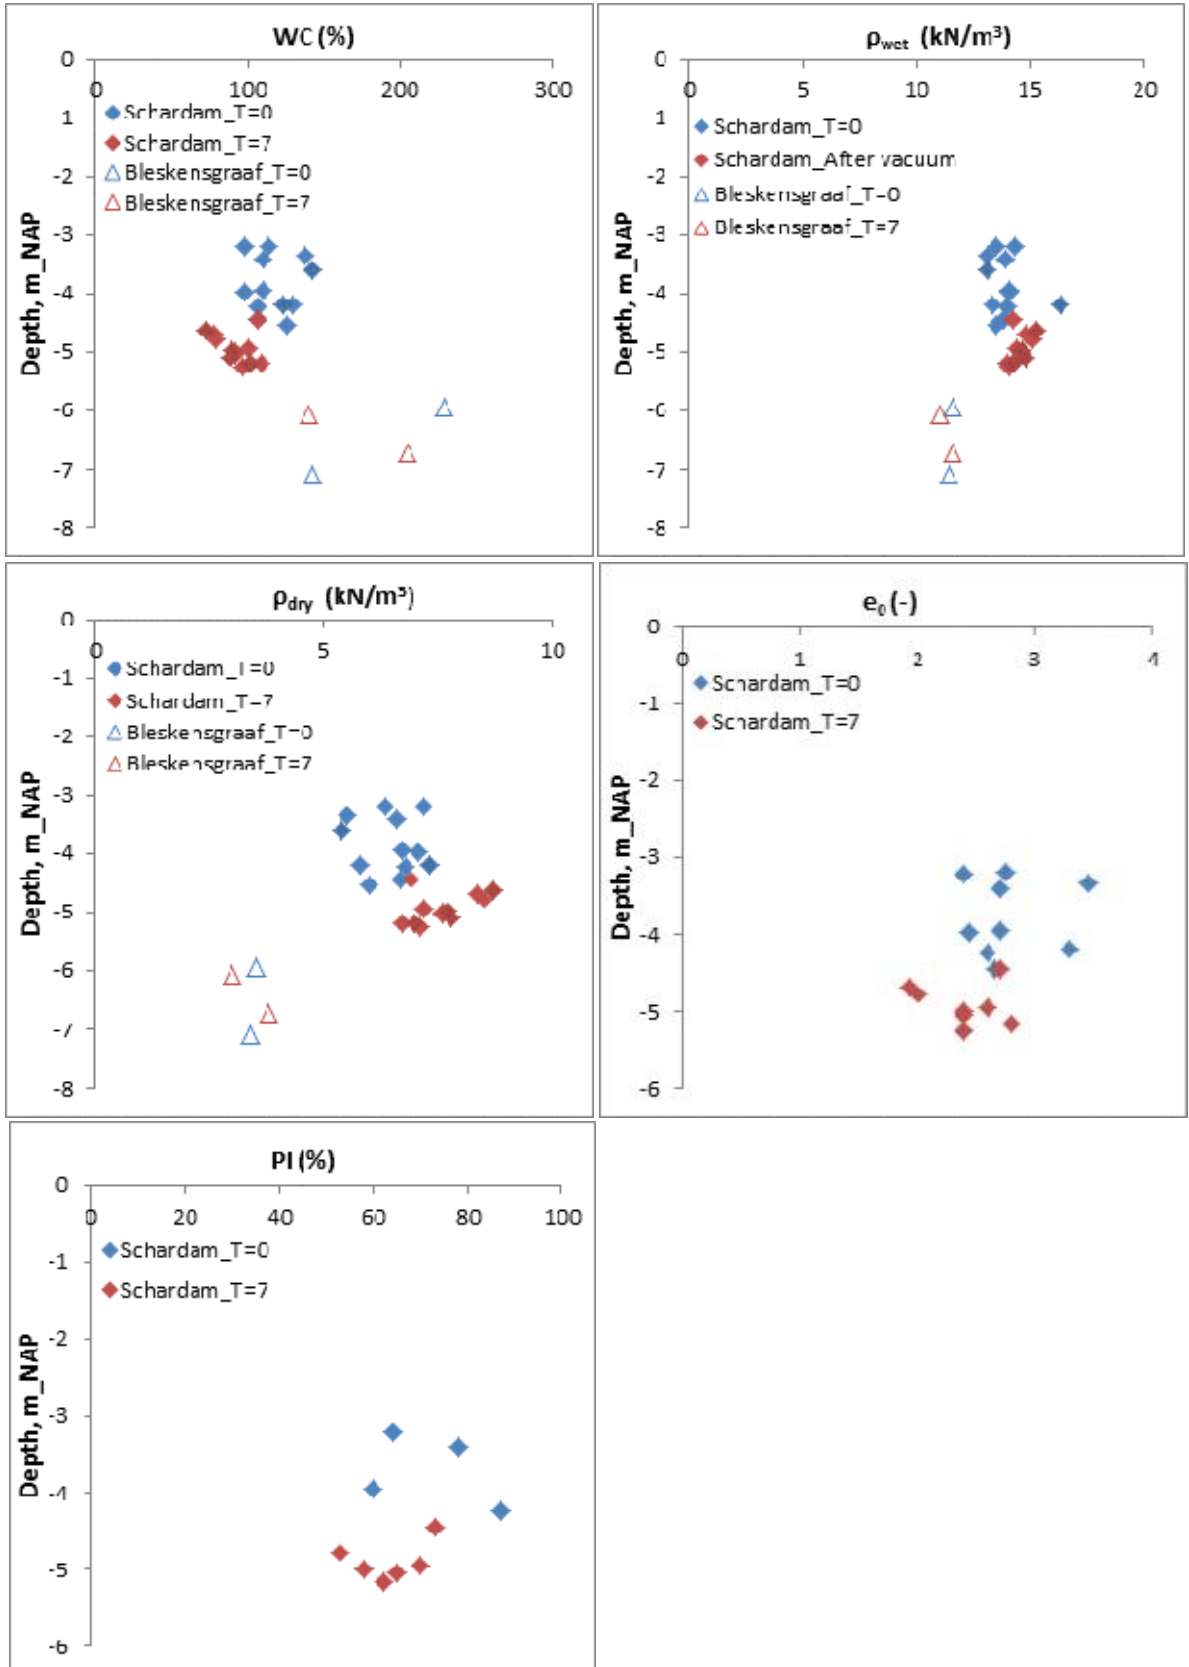 WC (%)
0
0 100 200 300
Schardam_T=0
1
Schardam_T=7
-2
Bleskensgraaf_T=0
Bleskensgraaf_T=7
-3
-4
-5
-6
-7
-8
Depth, m_NAP
ρwet (kN/m³)
0
0 5 10 15 20
1
Schardam_T=0
Schardam_After vacuum
-2
Bleskensgraaf_T=0
Bleskensgraaf_T=7
-3
-4
-5
-6
-7
-8
Depth, m_NAP
ρdry (kN/m³)
0
0 5 10
Schardam_T=0
-1
Schardam_T=7
Bleskensgraaf_T=0
-2
Bleskensgraaf_T=7
-3
-4
-5
-6
-7
-8
Depth, m_NAP
e0 (-)
0
0 1 2 3 4
Schardam_T=0
-1
Schardam_T=7
-2
-3
-4
-5
-6
Depth, m_NAP
PI (%)
0
0 20 40 60 80 100
Schardam_T=0
-1
Schardam_T=7
-2
-3
-4
-5
-6
Depth, m_NAP